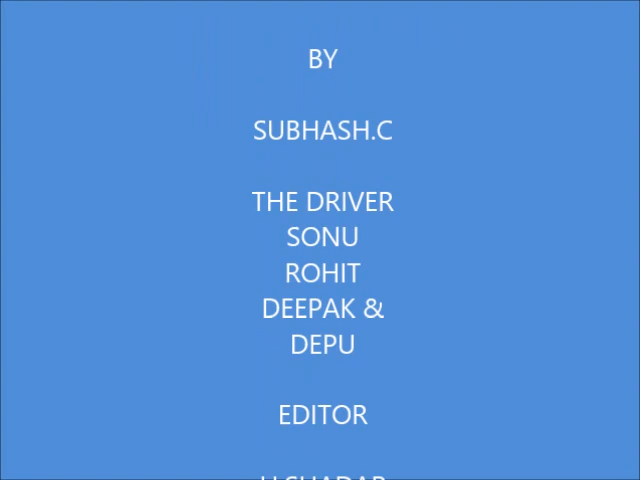 BY
SUBHASH.C
THE DRIVER
SONU
ROHIT
DEEPAK &
DEPU
EDITOR